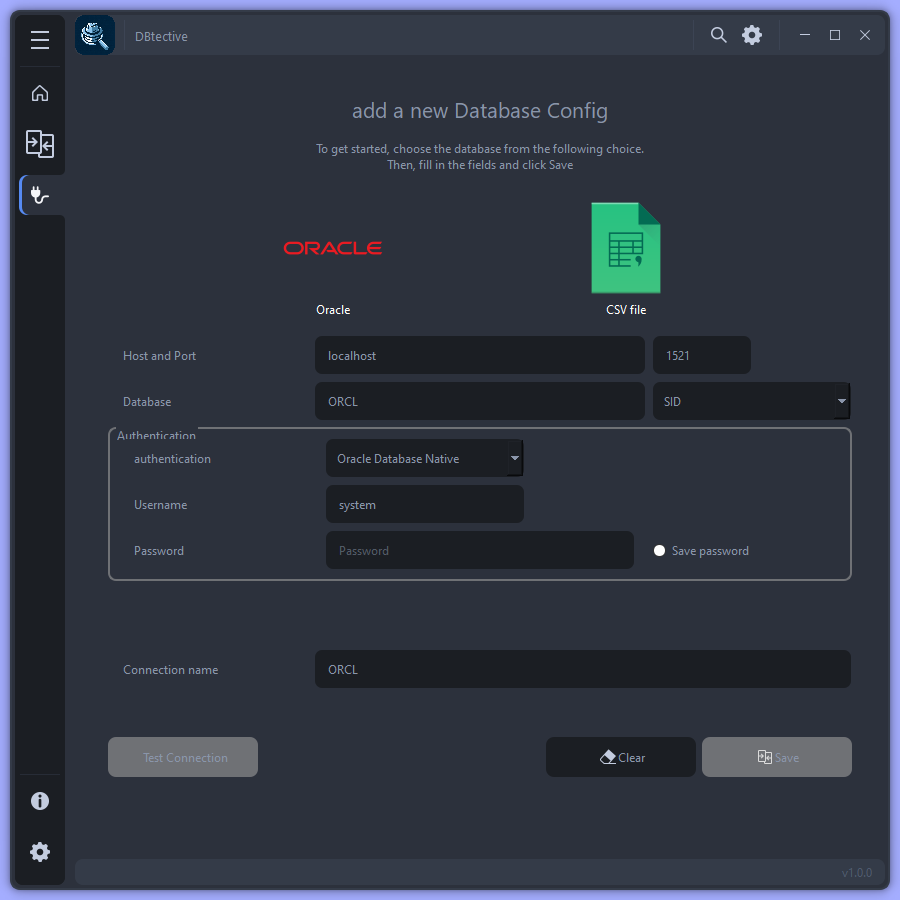 DBtective
add a new Database Config
To get started, choose the database from the following choice.
Then, fill in the fields and click Save
ORACLE
Oracle
CSV file
Host and Port
localhost
1521
Database
ORCL
SID
Authentication
authentication
Oracle Database Native
Username
system
Password
Password
Save password
Connection name
ORCL
Test Connection
Clear
Save
v1.0.0